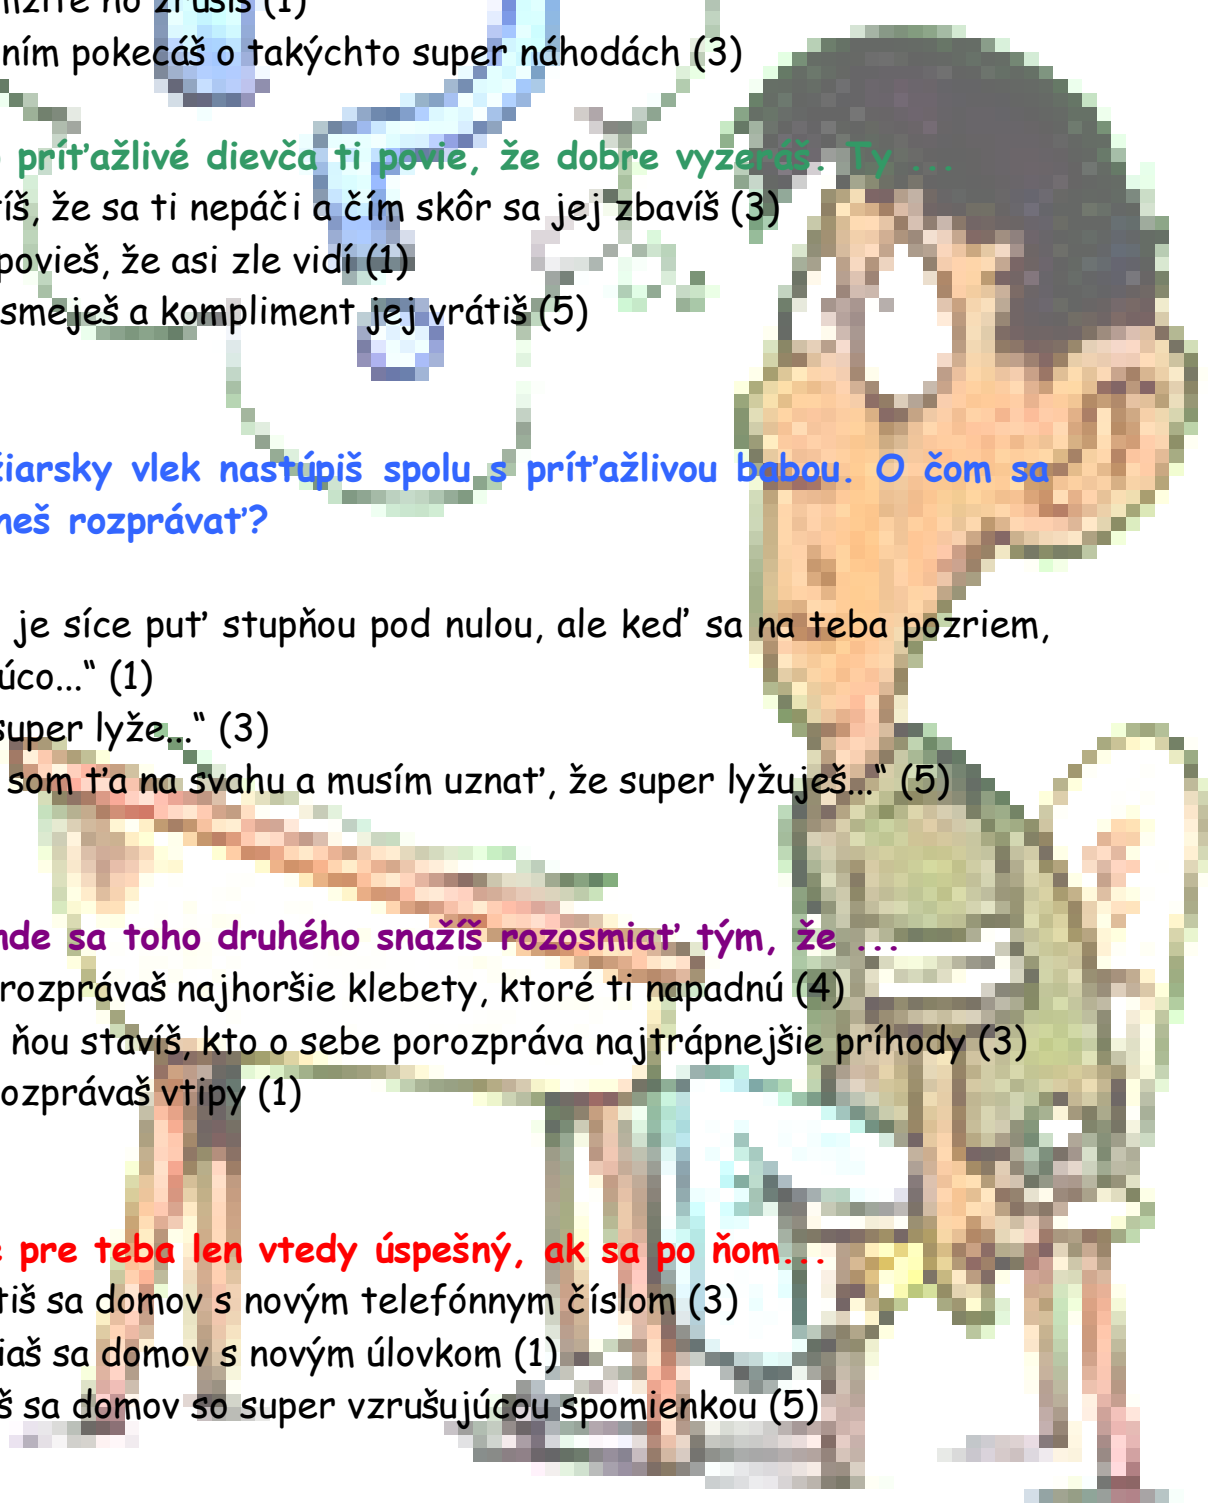 zrušíš (1)
ním pokecáš o takýchto super náhodách (3)
príťažlivé dievča ti povie, že dobre vyzeráš. Ty ...
íš, že sa ti nepáči a čím skôr sa jej zbavíš (3)
povieš, že asi zle vidí (1)
smeješ a kompliment jej vrátiš (5)
žiarsky vlek nastúpiš spolu s príťažlivou babou. O čom sa
neš rozprávať?
je síce puť stupňou pod nulou, ale keď sa na teba pozriem,
úco...“ (1)
super lyže...“ (3)
som ťa na svahu a musím uznať, že super lyžuješ...“ (5)
nde sa toho druhého snažíš rozosmiať tým, že ...
rozprávaš najhoršie klebety, ktoré ti napadnú (4)
ňou stavíš, kto o sebe porozpráva najtrápnejšie príhody (3)
ozprávaš vtipy (1)
pre teba len vtedy úspešný, ak sa po ňom...
tiš sa domov s novým telefónnym číslom (3)
iaš sa domov s novým úlovkom (1)
š sa domov so super vzrušujúcou spomienkou (5)